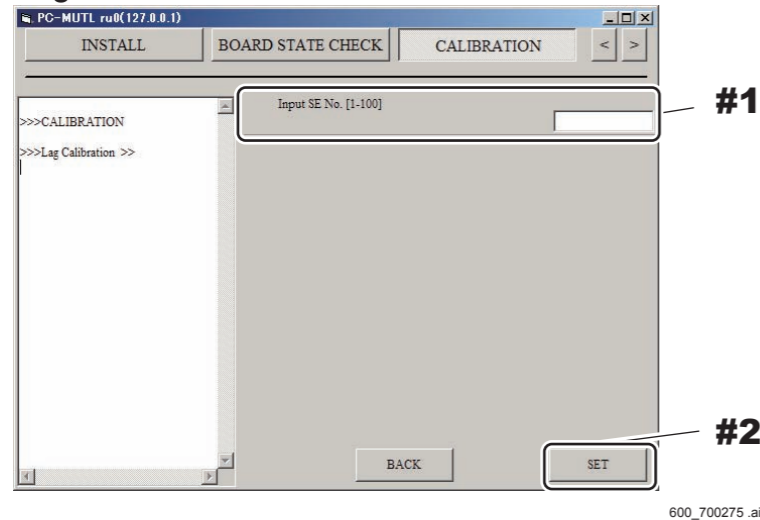 PC-MUTL ru0(127.0.0.1)
INSTALL
BOARD STATE CHECK
CALIBRATION
< >
Input SE No. [1-100]
#1
>>>CALIBRATION
>>>Lag Calibration >>
#2
BACK
SET
600_700275 .ai